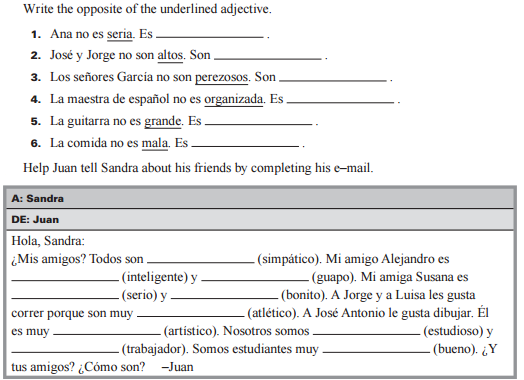 Write the opposite of the underlined adjective.
1. Ana no es seria. Es ____________ .
2. José y Jorge no son altos. Son ____________ .
3. Los señores García no son perezosos. Son ____________ .
4. La maestra de español no es organizada. Es ____________ .
5. La guitarra no es grande. Es ____________ .
6. La comida no es mala. Es ____________ .
Help Juan tell Sandra about his friends by completing his e–mail.
A: Sandra
DE: Juan
Hola, Sandra:
¿Mis amigos? Todos son ____________ (simpático). Mi amigo Alejandro es
____________ (inteligente) y ____________ (guapo). Mi amiga Susana es
____________ (serio) y ____________ (bonito). A Jorge y a Luisa les gusta
correr porque son muy ____________ (atlético). A José Antonio le gusta dibujar. Él
es muy ____________ (artístico). Nosotros somos ____________ (estudioso) y
____________ (trabajador). Somos estudiantes muy ____________ (bueno). ¿Y
tus amigos? ¿Cómo son? –Juan